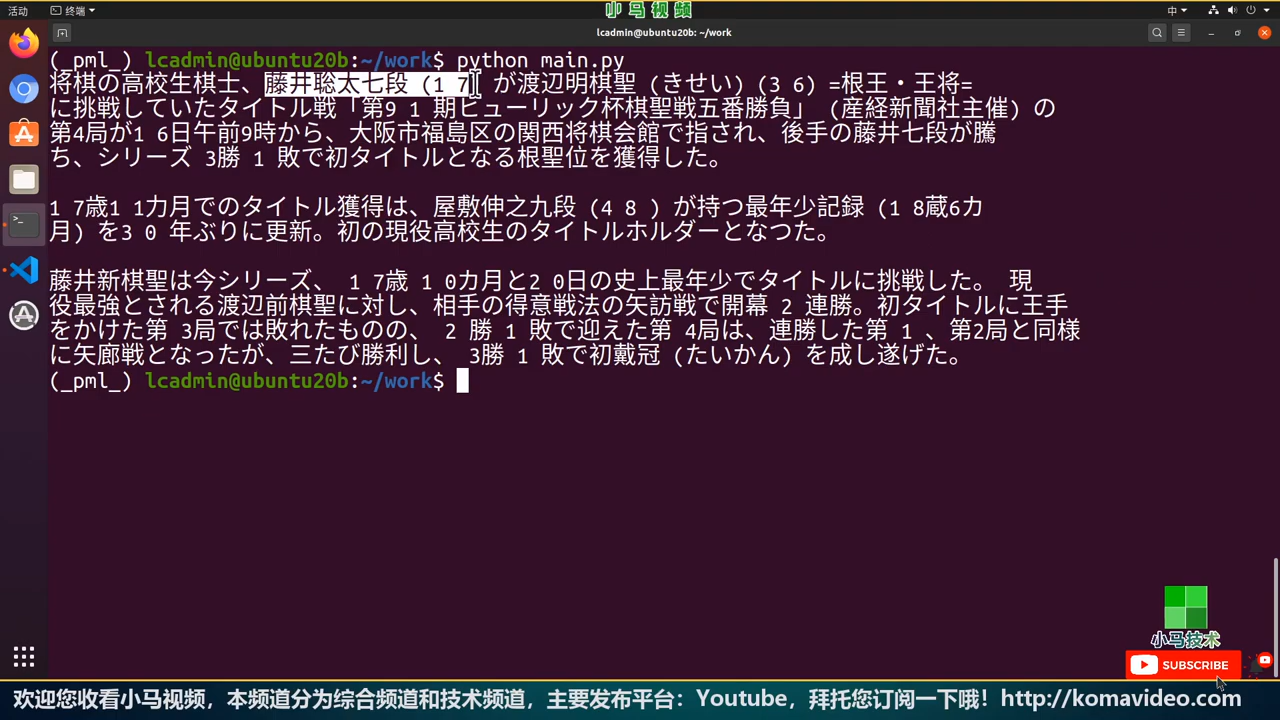 活动
终端
小马视频
中
lcadmin@ubuntu20b: ~/work
(_pml_) lcadmin@ubuntu20b:~/work$ python main.py
将棋の高校生棋士、藤井聡太七段 (1 7] が渡辺明棋聖 (きせい) (3 6) =根王・王将=
に挑戦していたタイトル戦「第9 1 期ビューリック杯棋聖戦五番勝負」 (産経新聞社主催) の
第4局が1 6日午前9時から、大阪市福島区の関西将棋会館で指され、後手の藤井七段が騰
ち、シリーズ 3勝 1 敗で初タイトルとなる根聖位を獲得した。
1 7歳1 1力月でのタイトル獲得は、屋敷伸之九段 (4 8 ) が持つ最年少記録 (1 8蔵6カ
月) を3 0 年ぶりに更新。初の現役高校生のタイトルホルダーとなつた。
藤井新棋聖は今シリーズ、 1 7歳 1 0カ月と2 0日の史上最年少でタイトルに挑戦した。 現
役最強とされる渡辺前棋聖に対し、相手の得意戦法の矢訪戦で開幕 2 連勝。初タイトルに王手
をかけた第 3局では敗れたものの、 2 勝 1 敗で迎えた第 4局は、連勝した第 1 、第2局と同様
に矢廊戦となったが、三たび勝利し、 3勝 1 敗で初戴冠 (たいかん) を成し遂げた。
(_pml_) lcadmin@ubuntu20b:~/work$
小马技术
SUBSCRIBE
欢迎您收看小马视频，本频道分为综合频道和技术频道，主要发布平台：Youtube，拜托您订阅一下哦！http://komavideo.com